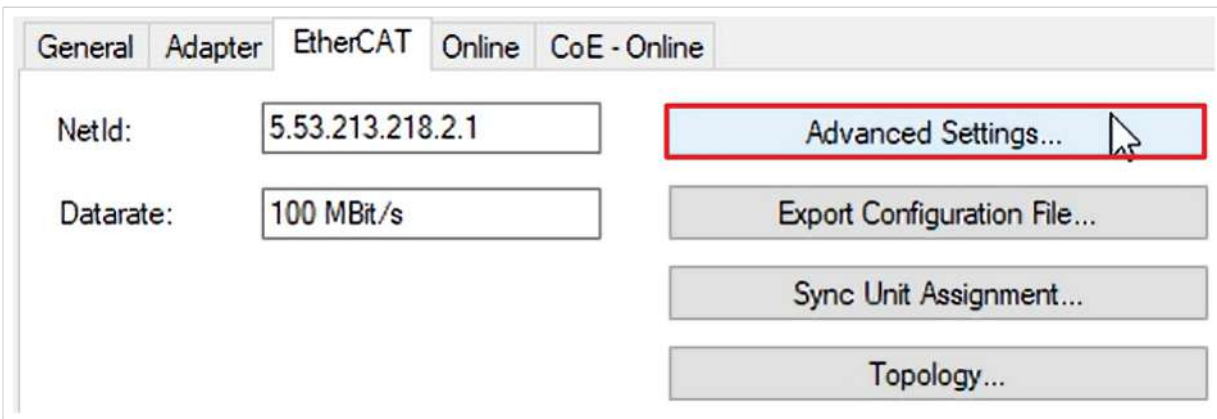 General Adapter EtherCAT Online CoE - Online
NetId: 5.53.213.218.2.1 Advanced Settings...
Datarate: 100 MBit/s Export Configuration File...
Sync Unit Assignment...
Topology...